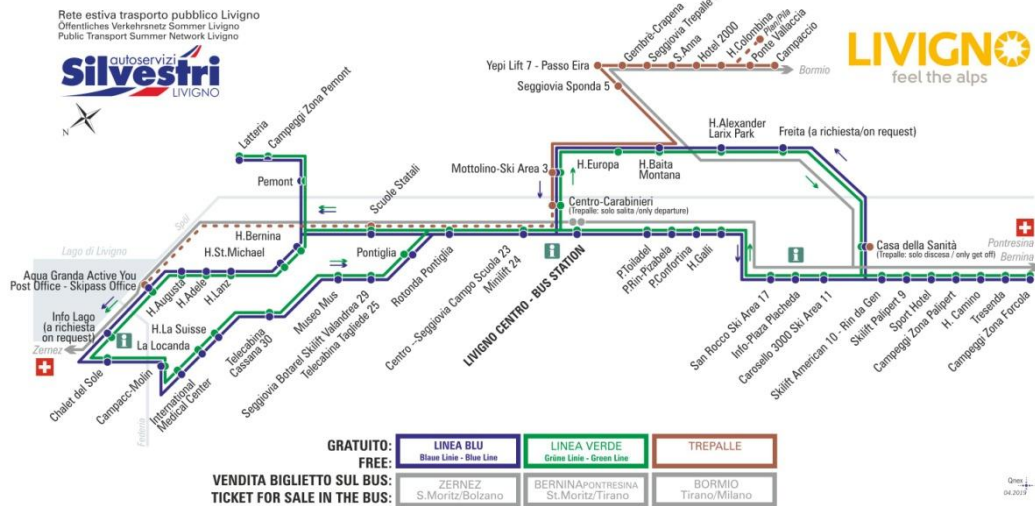 Rete estiva trasporto pubblico Livigno
Öffentliches Verkehrsnetz Sommer Livigno
Public Transport Summer Network Livigno
autoservizi
Silvestri
LIVIGNO
N
LIVIGNO
feel the alps
Latteria
Campeggi Zona Pemont
Pemont
Scuole Statali
Yepi Lift 7 - Passo Eira
Gembrè-Crapena
Seggiovia Trepalle
S.Anna
Hotel 2000
H.Colombina
Plan/Pila
Ponte Vallaccia
Campaccio
Bormio
Seggiovia Sponda 5
Mottolino-Ski Area 3
H.Europa
H.Baita
Montana
H.Alexander
Larix Park
Freita (a richiesta/on request)
Centro-Carabinieri
(Trepalle: solo salita /only departure)
Casa della Sanità
(Trepalle: solo discesa / only get off)
Pontresina
Bernina
Spöl
Lago di Livigno
Aqua Granda Active You
Post Office - Skipass Office
Info Lago
(a richiesta
on request)
Zernez
H.Bernina
H.St.Michael
H.Lanz
H.Adele
H.Augusta
H.La Suisse
La Locanda
Chalet del Sole
Campacc-Molin
Federia
International
Medical Center
Telecabina
Cassana 30
Museo Mus
Seggiovia Botarel Skilift Valandrea 29
Telecabina Tagliede 25
Pontiglia
Rotonda Pontiglia
Centro --Seggiovia Campo Scuola 23
Minilift 24
LIVIGNO CENTRO - BUS STATION
P.Toiladel
P.Rin-Pizabela
P.Confortina
H.Galli
San Rocco Ski Area 17
Info-Plaza Placheda
Carosello 3000 Ski Area 11
Skilift American 10 - Rin da Gen
Skilift Palipert 9
Sport Hotel
Campeggi Zona Palipert
H. Camino
Tresenda
Campeggi Zona Forcola
GRATUITO:
FREE:
LINEA BLU
Blaue Linie - Blue Line
LINEA VERDE
Grüne Linie - Green Line
TREPALLE
VENDITA BIGLIETTO SUL BUS:
TICKET FOR SALE IN THE BUS:
ZERNEZ
S.Moritz/Bolzano
BERNINA PONTRESINA
St.Moritz/Tirano
BORMIO
Tirano/Milano
Qnex
04.2019